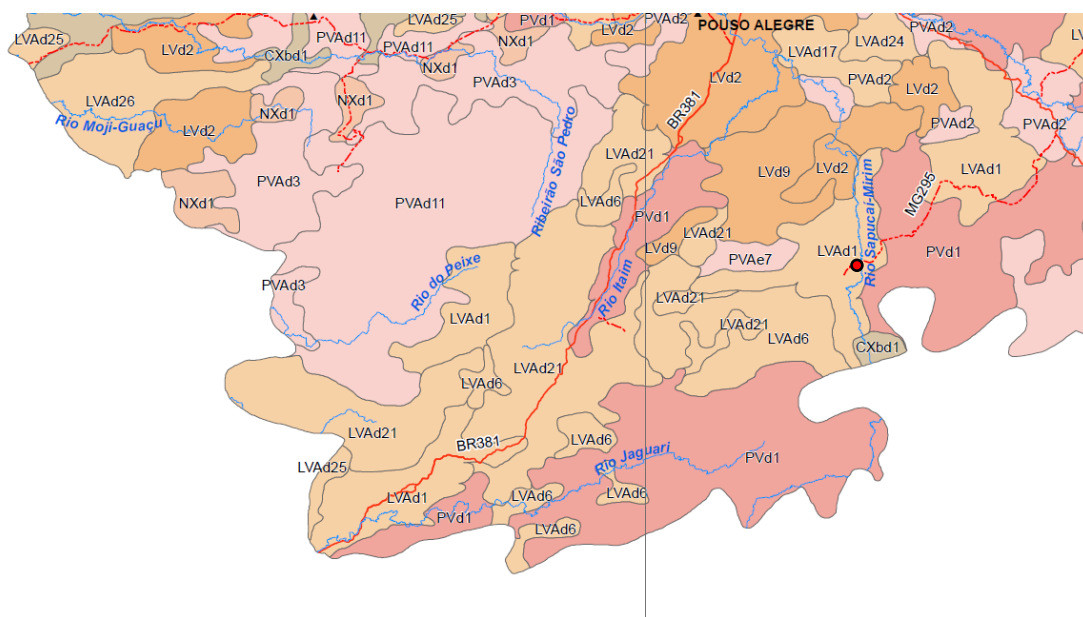 LVAd25
LVd2
PVAd11
LVAd25
PVd1
PVAd2
POUSO ALEGRE
PVAd2
CXbd1
PVAd11
NXd1
LVd2
LVAd17
LVAd24
NXd1
PVAd3
LVd2
PVAd2
LVd2
LVAd26
NXd1
NXd1
Rio Moji-Guaçu
LVd2
BR381
PVAd2
PVAd2
LVAd21
PVAd3
Ribeirão São Pedro
LVd9
LVd2
LVAd1
NXd1
PVAd11
LVAd6
PVd1
LVAd21
Rio Sapucaí-Mirim
MG295
LVd9
PVAe7
LVAd1
PVd1
PVAd3
Rio do Peixe
Rio Itaim
LVAd21
LVAd1
LVAd21
LVAd6
CXbd1
LVAd21
LVAd6
LVAd21
BR381
LVAd6
Rio Jaguari
PVd1
LVAd25
LVAd1
LVAd6
LVAd6
PVd1
LVAd6